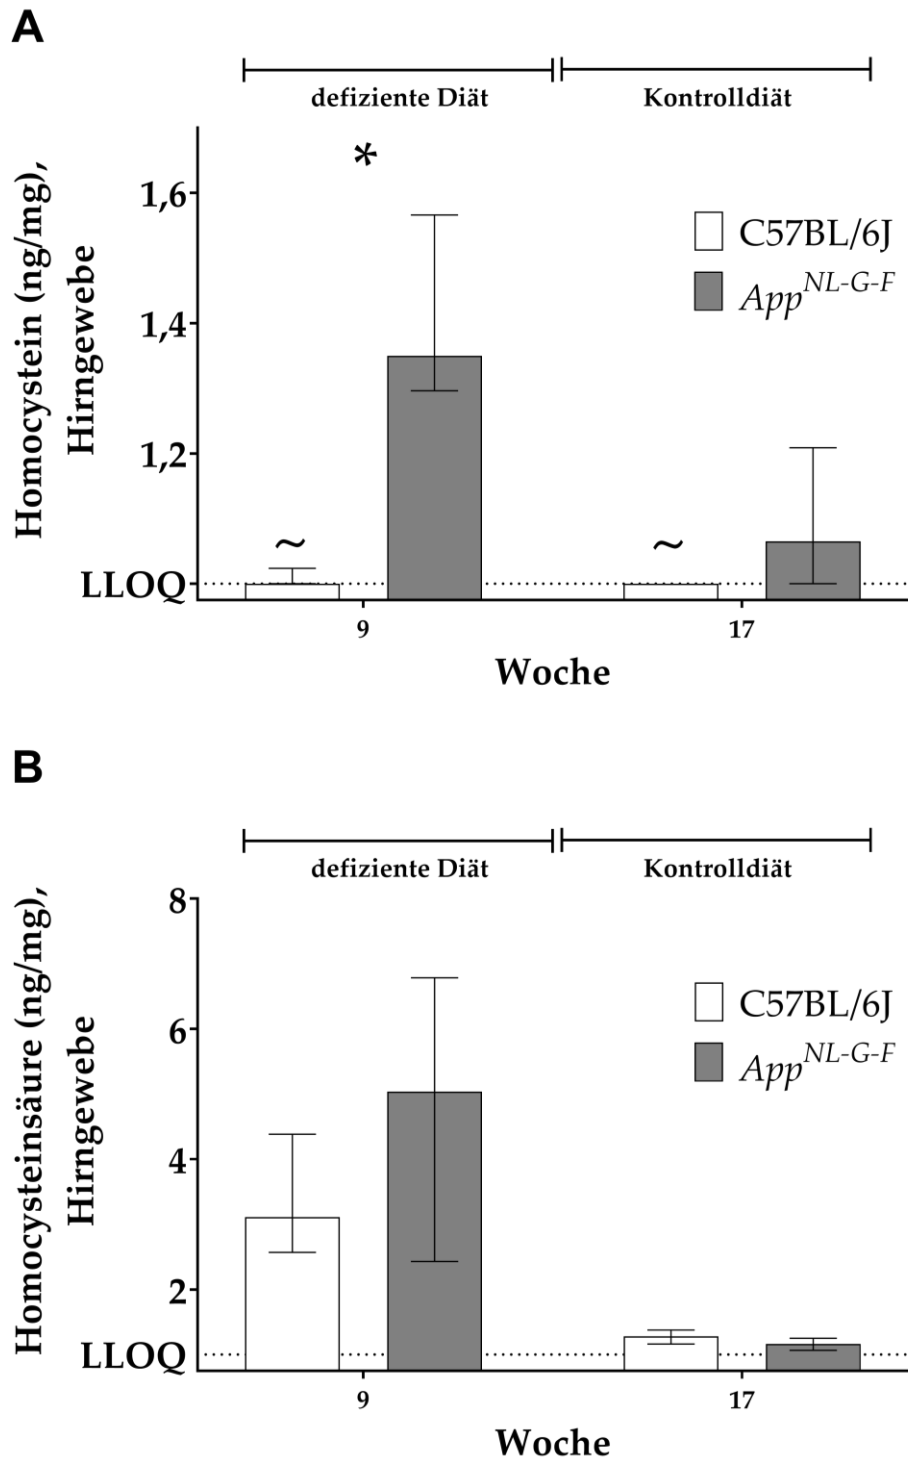 A
defiziente Diät Kontrolldiät
Homocystein (ng/mg),
Hirngewebe
*
1,6
1,4
1,2
LLOQ
C57BL/6J
App^NL-G-F
~ ~
9 17
Woche
B
defiziente Diät Kontrolldiät
Homocysteinsäure (ng/mg),
Hirngewebe
8
6
4
2
LLOQ
C57BL/6J
App^NL-G-F
9 17
Woche